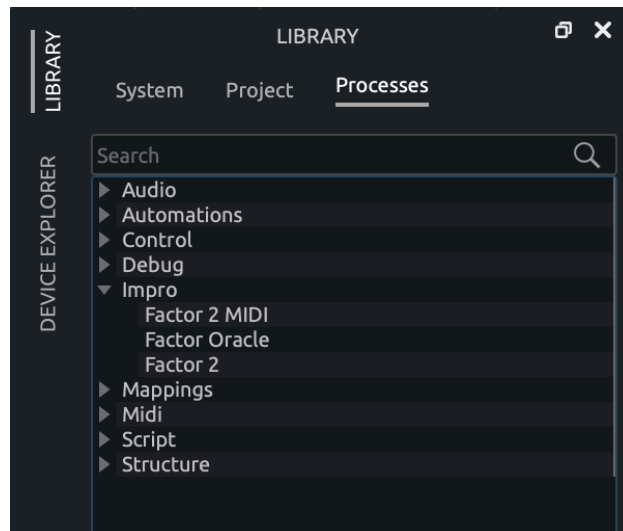 LIBRARY
DEVICE EXPLORER
LIBRARY
System Project Processes
Search
Audio
Automations
Control
Debug
Impro
Factor 2 MIDI
Factor Oracle
Factor 2
Mappings
Midi
Script
Structure